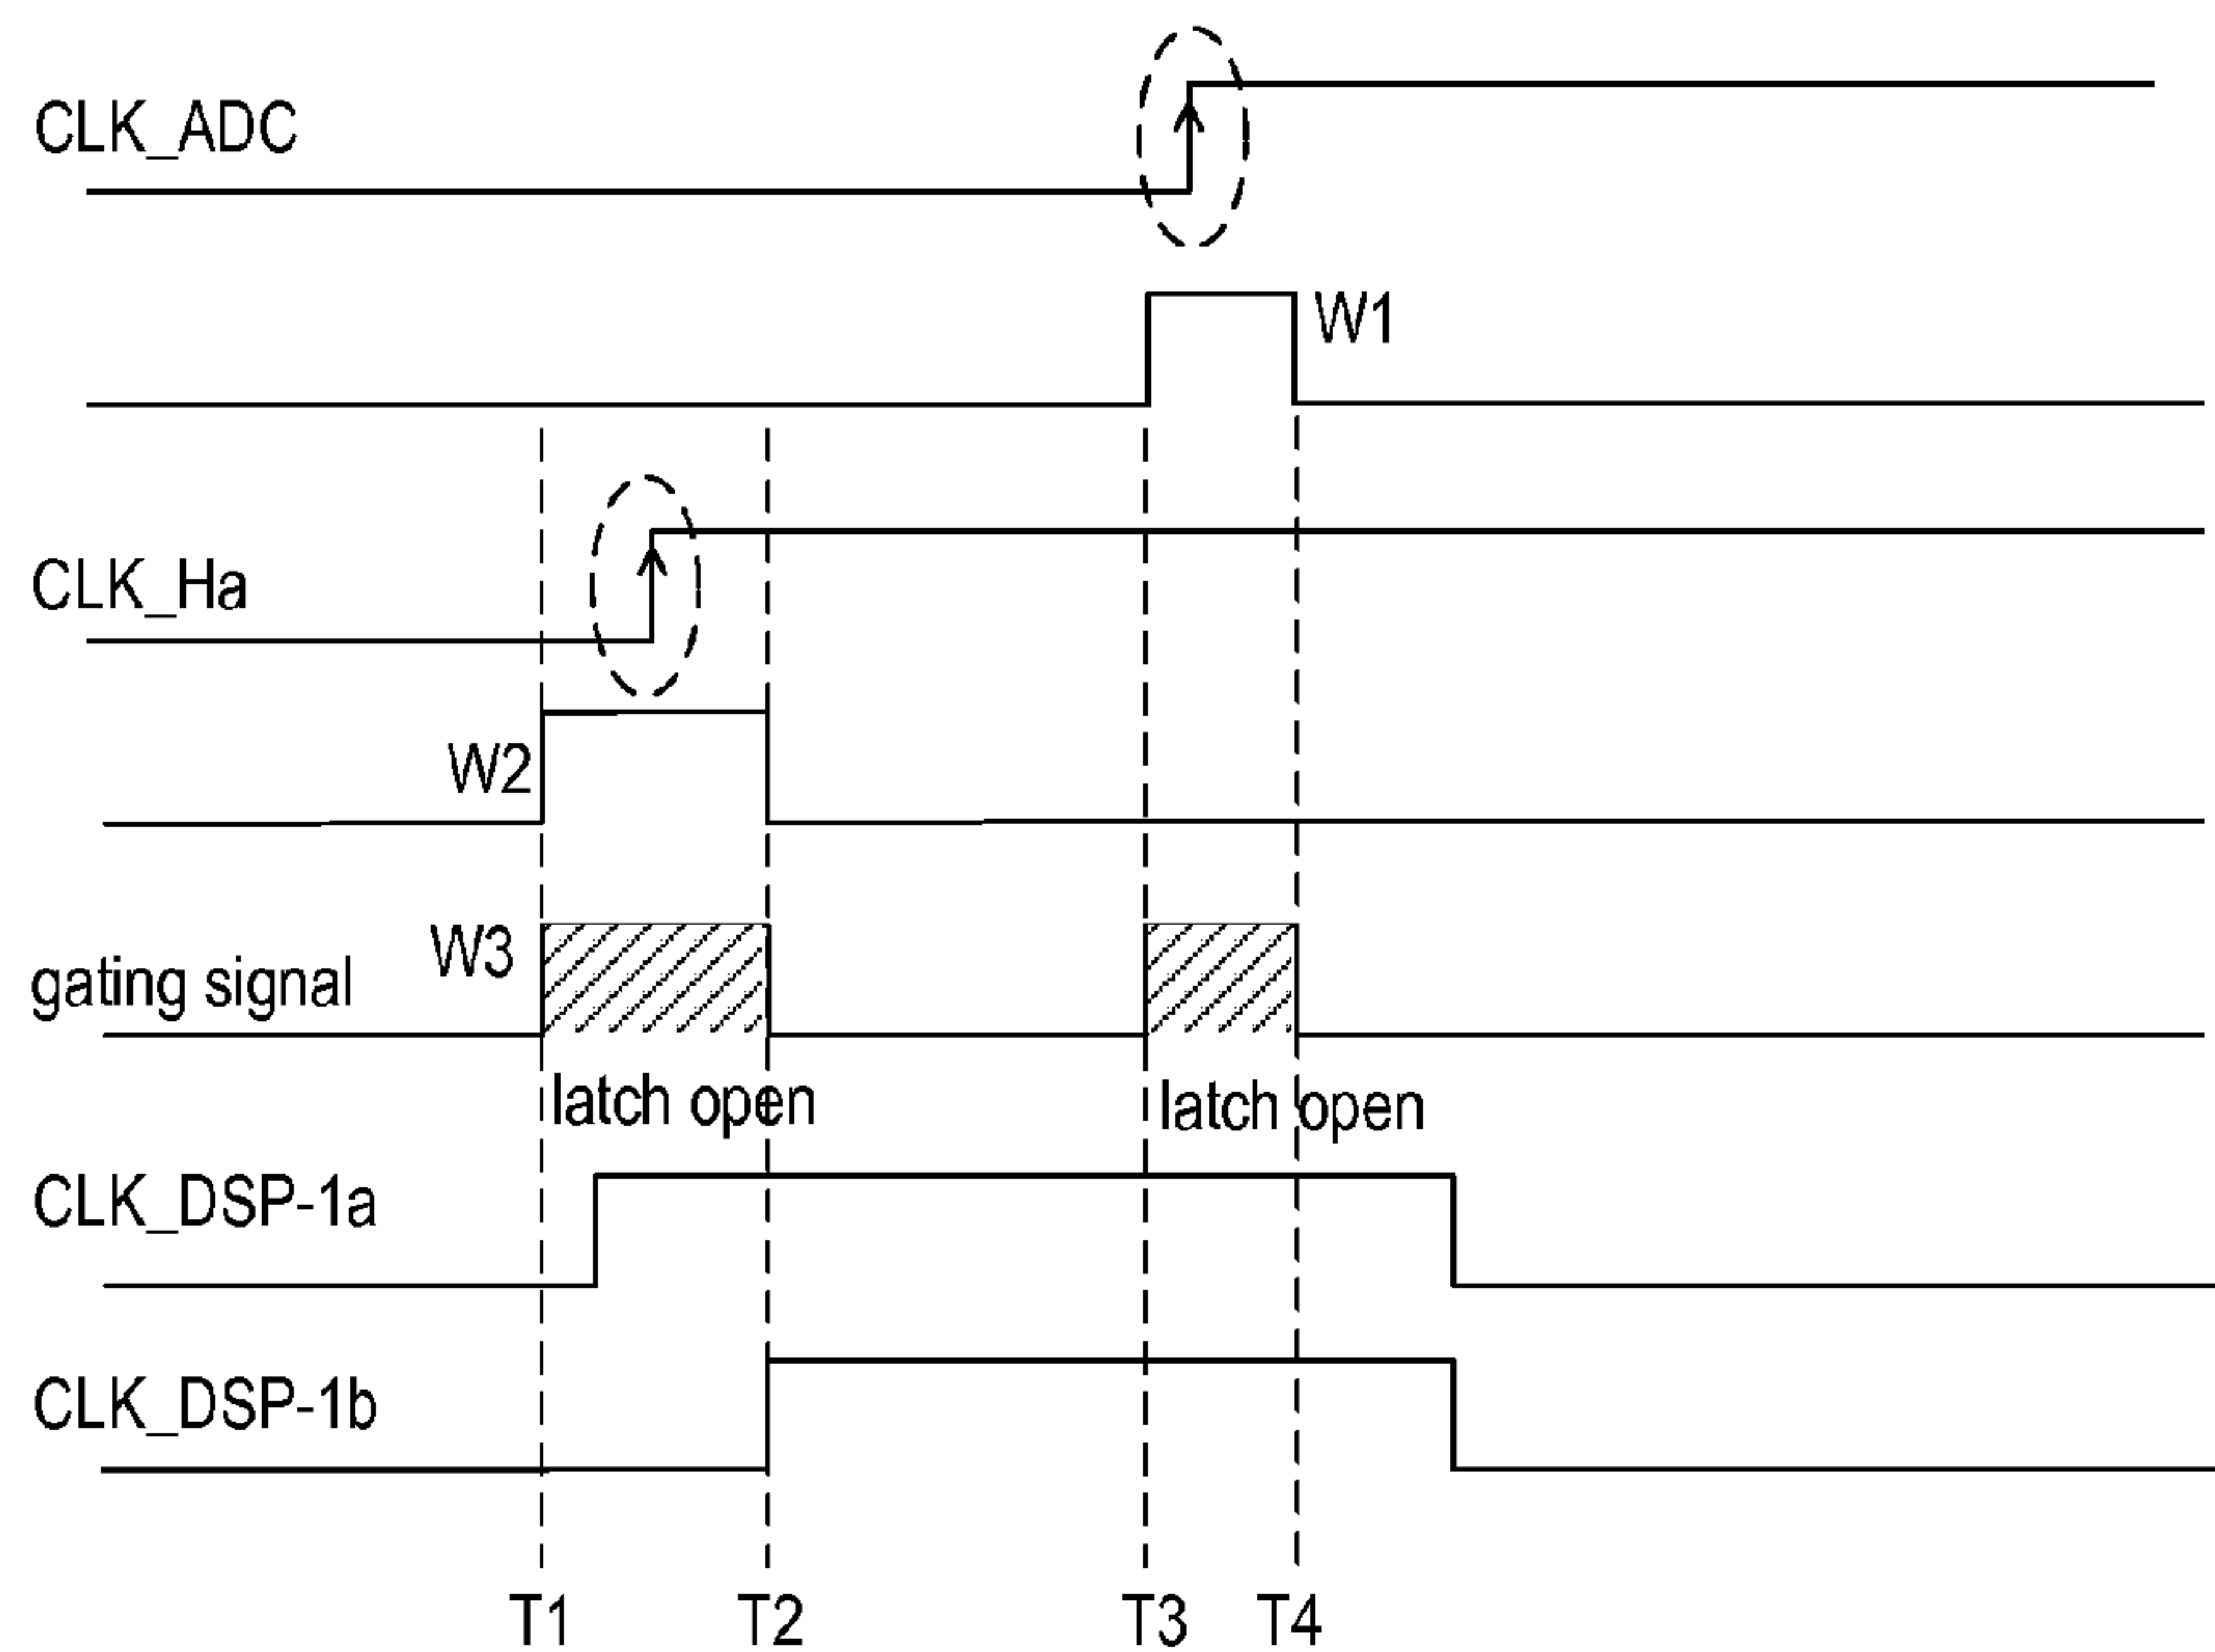 CLK_ADC
W1
CLK_Ha
W2
W3
gating signal
latch open latch open
CLK_DSP-1a
CLK_DSP-1b
T1 T2 T3 T4